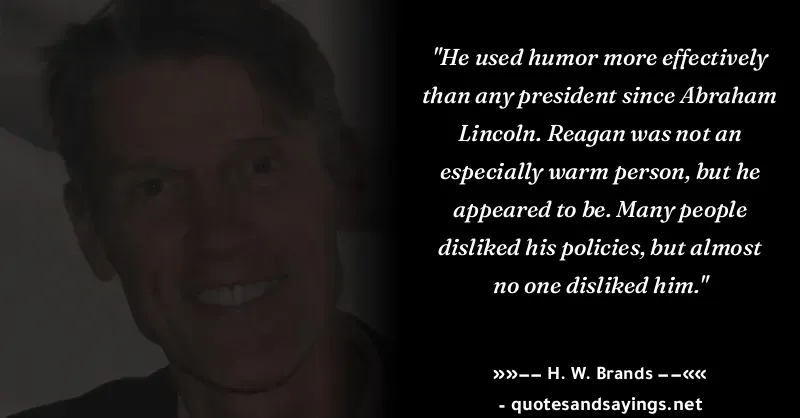 "He used humor more effectively
than any president since Abraham
Lincoln. Reagan was not an
especially warm person, but he
appeared to be. Many people
disliked his policies, but almost
no one disliked him."
»»−− H. W. Brands −−««
- quotesandsayings.net